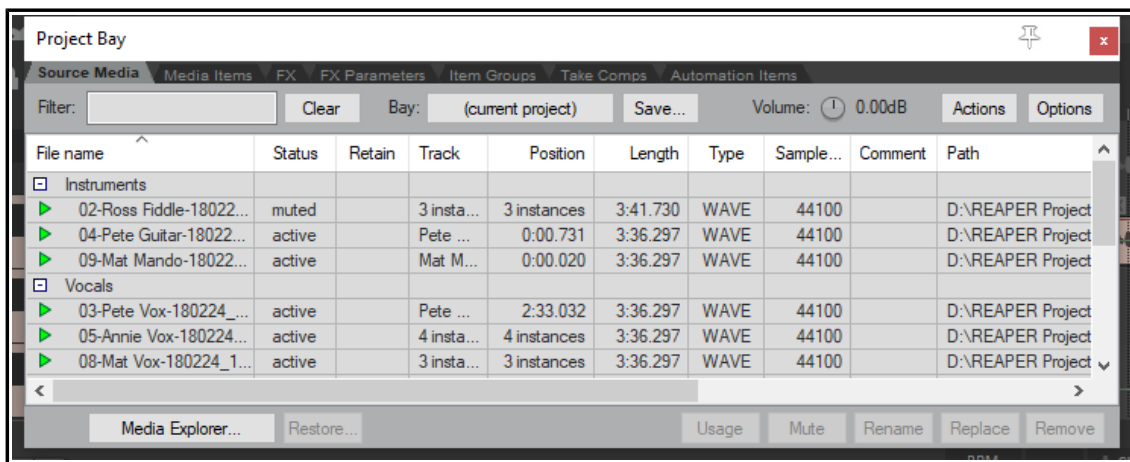 Project Bay
Source Media Media Items FX FX Parameters Item Groups Take Comps Automation Items
Filter: Clear Bay: (current project) Save... Volume: 0.00dB Actions Options
File name Status Retain Track Position Length Type Sample... Comment Path
Instruments
02-Ross Fiddle-18022... muted 3 insta... 3 instances 3:41.730 WAVE 44100 D:\REAPER Project
04-Pete Guitar-18022... active Pete ... 0:00.731 3:36.297 WAVE 44100 D:\REAPER Project
09-Mat Mando-18022... active Mat M... 0:00.020 3:36.297 WAVE 44100 D:\REAPER Project
Vocals
03-Pete Vox-180224_... active Pete ... 2:33.032 3:36.297 WAVE 44100 D:\REAPER Project
05-Annie Vox-180224... active 4 insta... 4 instances 3:36.297 WAVE 44100 D:\REAPER Project
08-Mat Vox-180224_1... active 3 insta... 3 instances 3:36.297 WAVE 44100 D:\REAPER Project
Media Explorer... Restore... Usage Mute Rename Replace Remove